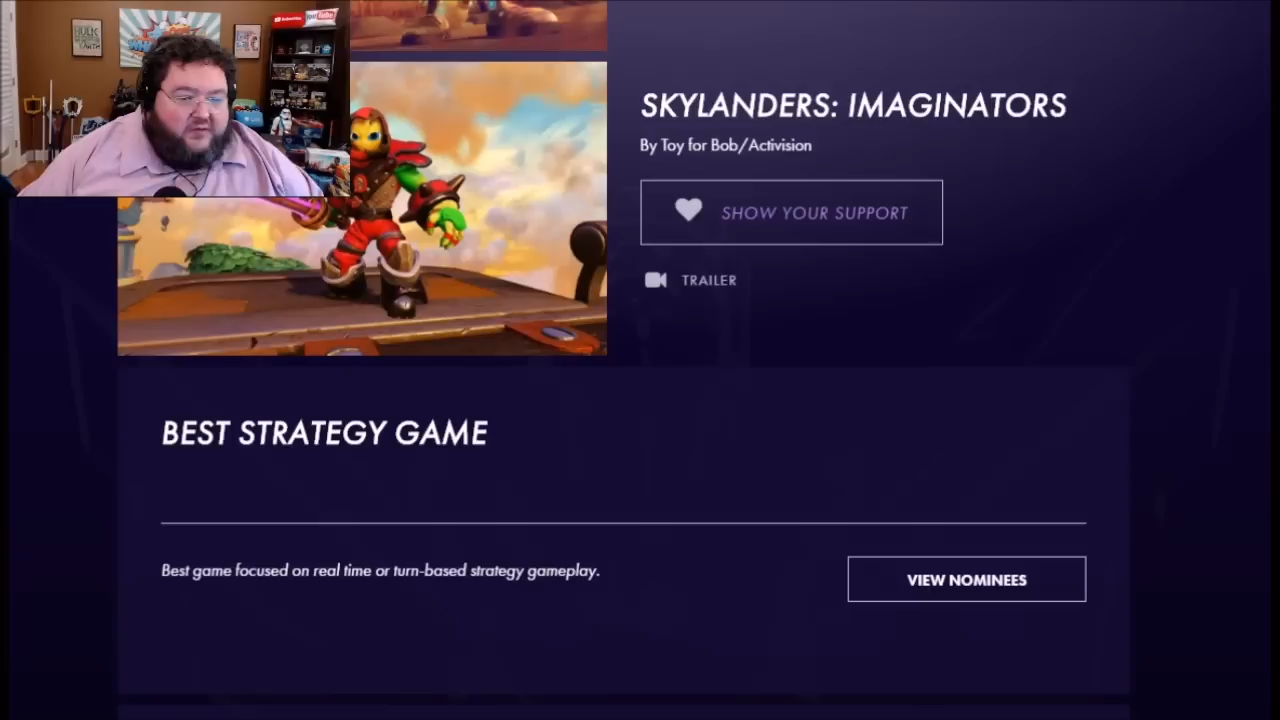 HULK
SKYLANDERS: IMAGINATORS
By Toy for Bob/Activision
SHOW YOUR SUPPORT
TRAILER
BEST STRATEGY GAME
Best game focused on real time or turn-based strategy gameplay.
VIEW NOMINEES